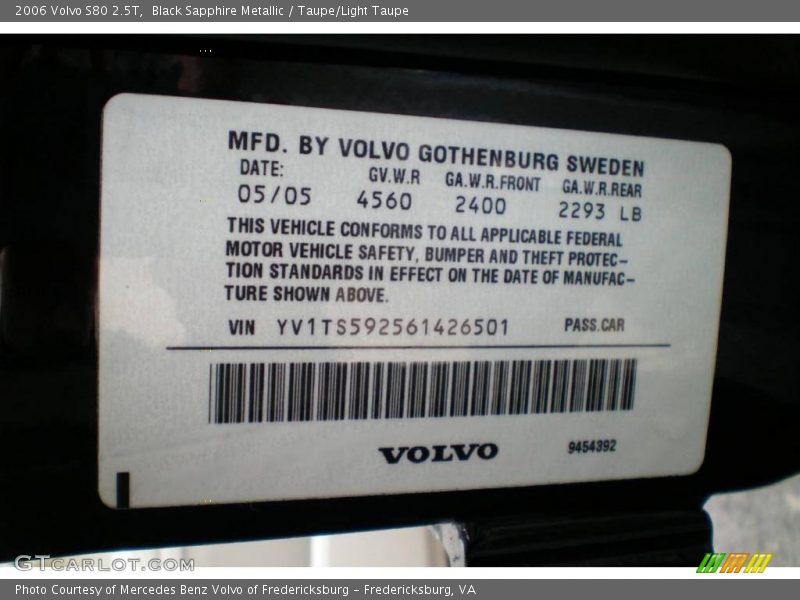 2006 Volvo S80 2.5T,  Black Sapphire Metallic / Taupe/Light Taupe
MFD. BY VOLVO GOTHENBURG SWEDEN
DATE: GV.W.R GA.W.R.FRONT GA.W.R.REAR
05/05 4560 2400 2293 LB
THIS VEHICLE CONFORMS TO ALL APPLICABLE FEDERAL
MOTOR VEHICLE SAFETY, BUMPER AND THEFT PROTEC-
TION STANDARDS IN EFFECT ON THE DATE OF MANUFAC-
TURE SHOWN ABOVE.
VIN YV1TS592561426501 PASS.CAR
VOLVO 9454392
GTCarLot.com
Photo Courtesy of Mercedes Benz Volvo of Fredericksburg - Fredericksburg, VA